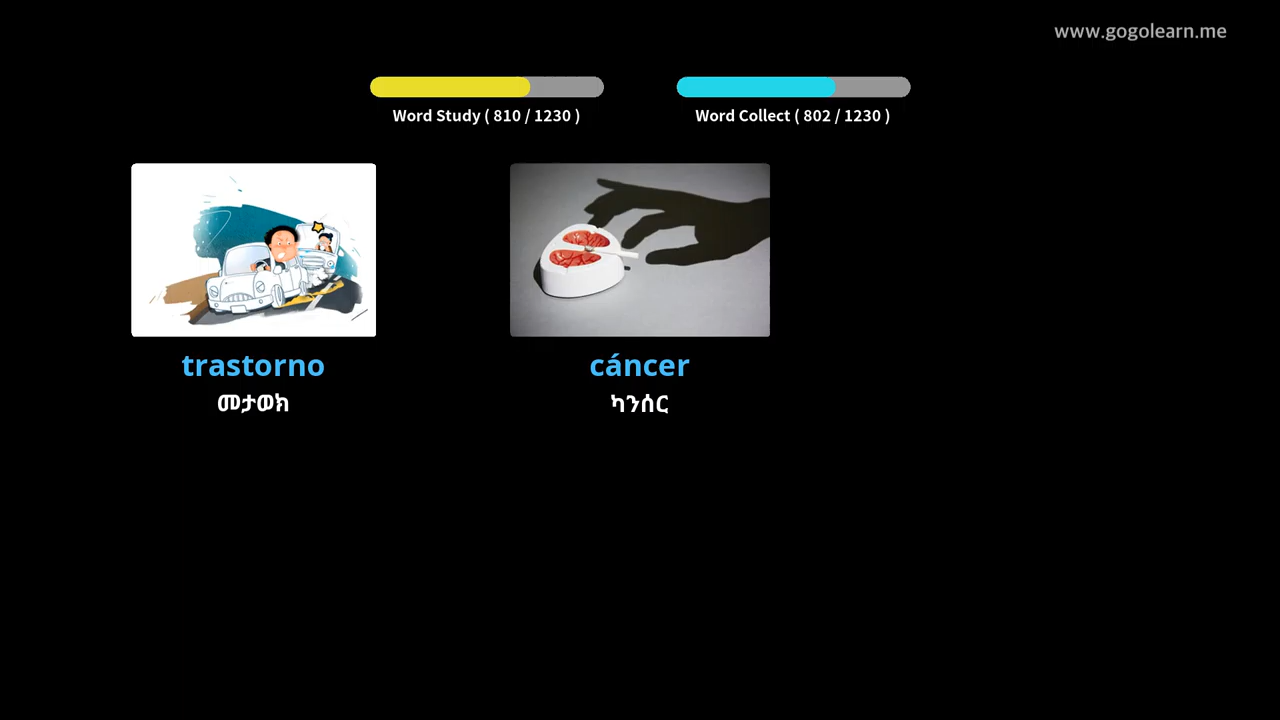 www.gogolearn.me
Word Study ( 810 / 1230 )
Word Collect ( 802 / 1230 )
trastorno
መታወክ
cáncer
ካንሰር